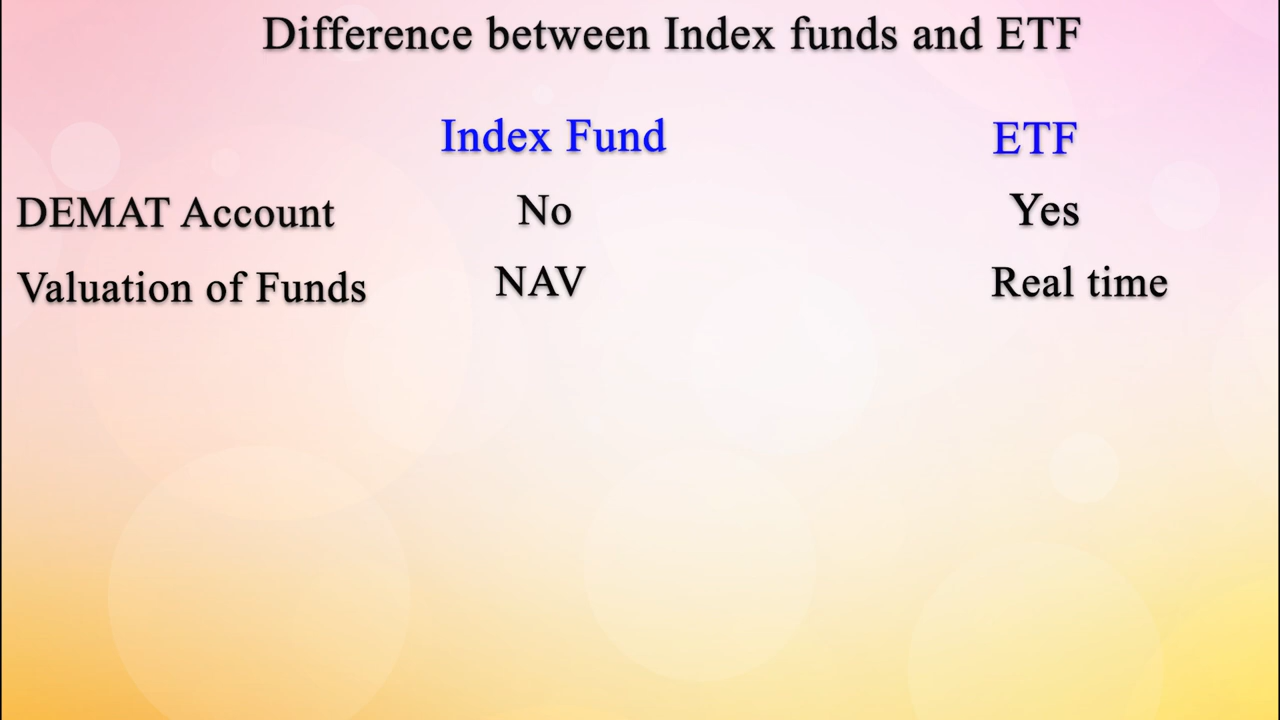 Difference between Index funds and ETF
Index Fund ETF
DEMAT Account No Yes
Valuation of Funds NAV Real time